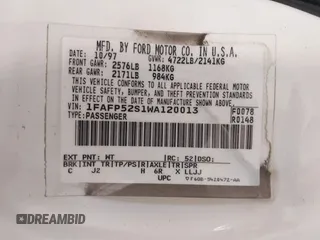 MFD. BY FORD MOTOR CO. IN U.S.A.
DATE: 10/97 GVWR: 4722LB/2141KG
FRONT GAWR: 2576LB 1168KG
REAR GAWR: 2171LB 984KG
THIS VEHICLE CONFORMS TO ALL APPLICABLE FEDERAL MOTOR
VEHICLE SAFETY, BUMPER, AND THEFT PREVENTION STANDARDS
IN EFFECT ON THE DATE OF MANUFACTURE SHOWN ABOVE.
VIN: 1FAFP52S1WA120013
TYPE: PASSENGER
F0078
R0148
EXT PNT: WT RC: 52 DSO:
BRK INT TR TP/PS R AXLE TR SPR
C J2 H 6R X LLJJ
UPC
AUTOBIDMASTER